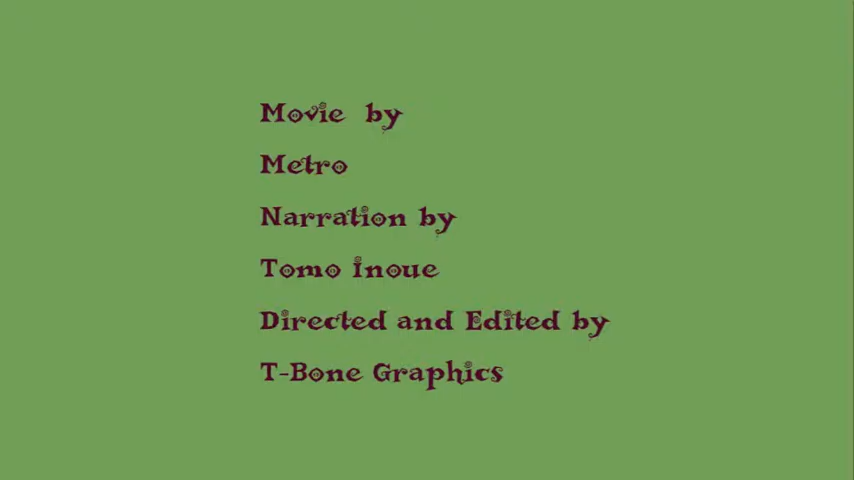 Movie by
Metro
Narration by
Tomo Inoue
Directed and Edited by
T-Bone Graphics